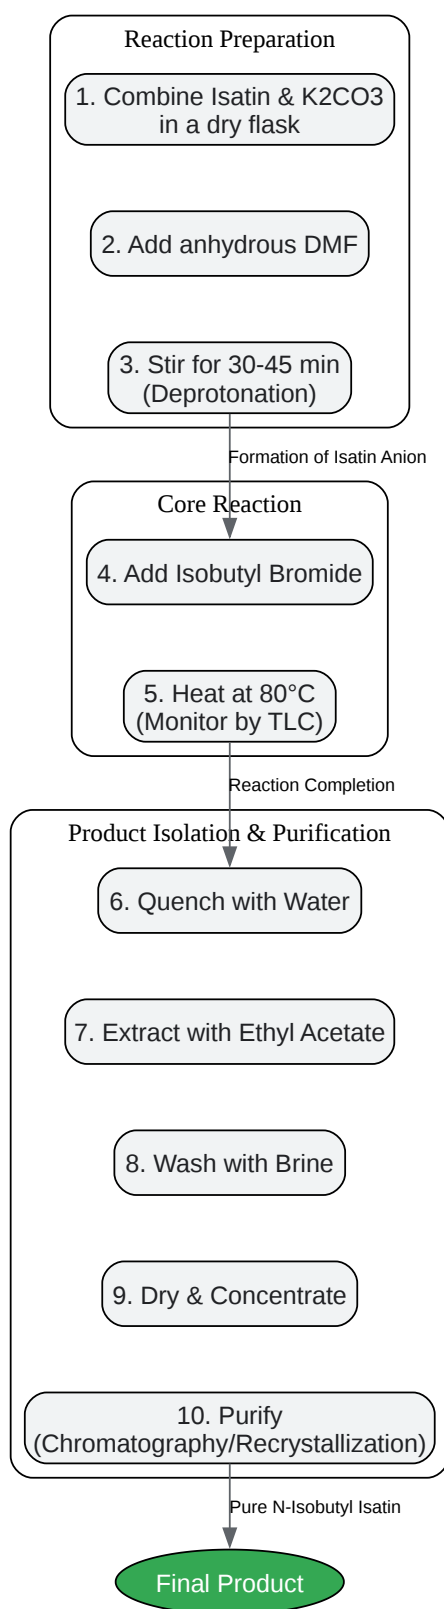 Reaction Preparation
1. Combine Isatin & K2CO3
in a dry flask
2. Add anhydrous DMF
3. Stir for 30-45 min
(Deprotonation)
Formation of Isatin Anion
Core Reaction
4. Add Isobutyl Bromide
5. Heat at 80°C
(Monitor by TLC)
Reaction Completion
Product Isolation & Purification
6. Quench with Water
7. Extract with Ethyl Acetate
8. Wash with Brine
9. Dry & Concentrate
10. Purify
(Chromatography/Recrystallization)
Pure N-Isobutyl Isatin
Final Product